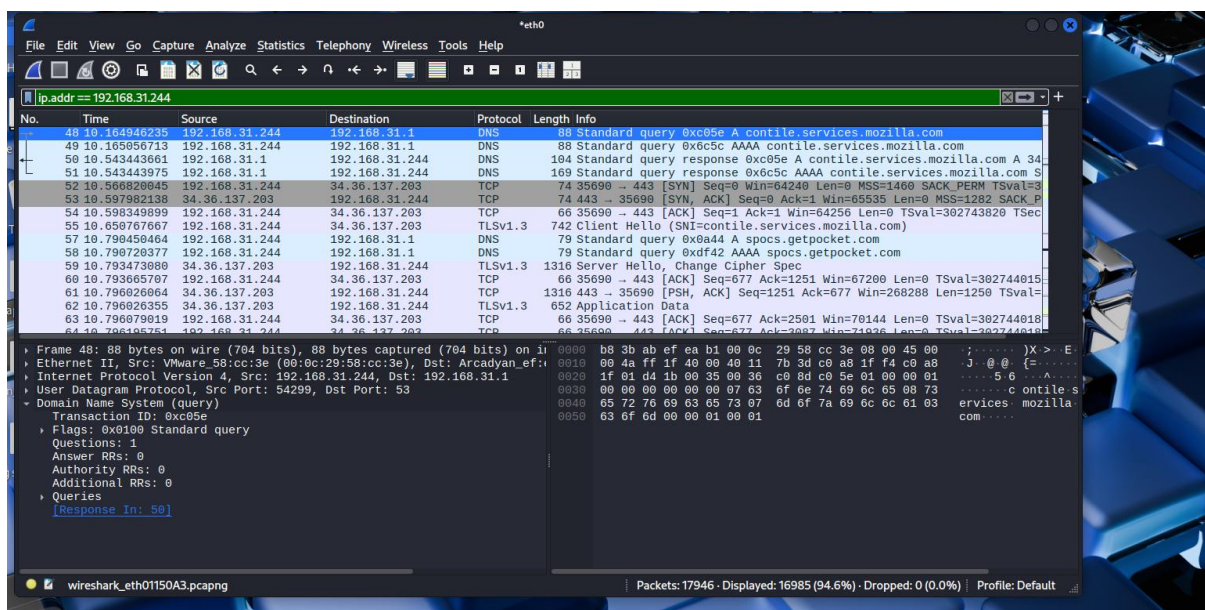 *eth0
File Edit View Go Capture Analyze Statistics Telephony Wireless Tools Help
ip.addr == 192.168.31.244
No. Time Source Destination Protocol Length Info
48 10.164946235 192.168.31.244 192.168.31.1 DNS 88 Standard query 0xc05e A contile.services.mozilla.com
49 10.165056713 192.168.31.244 192.168.31.1 DNS 88 Standard query 0x6c5c AAAA contile.services.mozilla.com
50 10.543443661 192.168.31.1 192.168.31.244 DNS 104 Standard query response 0xc05e A contile.services.mozilla.com A 34
51 10.543443975 192.168.31.1 192.168.31.244 DNS 169 Standard query response 0x6c5c AAAA contile.services.mozilla.com S
52 10.566820045 192.168.31.244 34.36.137.203 TCP 74 35690 → 443 [SYN] Seq=0 Win=64240 Len=0 MSS=1460 SACK_PERM TSval=3
53 10.597982138 34.36.137.203 192.168.31.244 TCP 74 443 → 35690 [SYN, ACK] Seq=0 Ack=1 Win=65535 Len=0 MSS=1282 SACK_P
54 10.598349899 192.168.31.244 34.36.137.203 TCP 66 35690 → 443 [ACK] Seq=1 Ack=1 Win=64256 Len=0 TSval=302743820 TSec
55 10.650767667 192.168.31.244 34.36.137.203 TLSv1.3 742 Client Hello (SNI=contile.services.mozilla.com)
57 10.790450464 192.168.31.244 192.168.31.1 DNS 79 Standard query 0x0a44 A spocs.getpocket.com
58 10.790720377 192.168.31.244 192.168.31.1 DNS 79 Standard query 0xdf42 AAAA spocs.getpocket.com
59 10.793473080 34.36.137.203 192.168.31.244 TLSv1.3 1316 Server Hello, Change Cipher Spec
60 10.793665707 192.168.31.244 34.36.137.203 TCP 66 35690 → 443 [ACK] Seq=677 Ack=1251 Win=67200 Len=0 TSval=302744015
61 10.796026064 34.36.137.203 192.168.31.244 TCP 1316 443 → 35690 [PSH, ACK] Seq=1251 Ack=677 Win=268288 Len=1250 TSval=
62 10.796026355 34.36.137.203 192.168.31.244 TLSv1.3 652 Application Data
63 10.796079019 192.168.31.244 34.36.137.203 TCP 66 35690 → 443 [ACK] Seq=677 Ack=2501 Win=70144 Len=0 TSval=302744018
64 10.796195751 192.168.31.244 34.36.137.203 TCP 66 35690 → 443 [ACK] Seq=677 Ack=3087 Win=71936 Len=0 TSval=302744018
Frame 48: 88 bytes on wire (704 bits), 88 bytes captured (704 bits) on i
Ethernet II, Src: VMware_58:cc:3e (00:0c:29:58:cc:3e), Dst: Arcadyan_ef:
Internet Protocol Version 4, Src: 192.168.31.244, Dst: 192.168.31.1
User Datagram Protocol, Src Port: 54299, Dst Port: 53
Domain Name System (query)
Transaction ID: 0xc05e
Flags: 0x0100 Standard query
Questions: 1
Answer RRs: 0
Authority RRs: 0
Additional RRs: 0
Queries
[Response In: 50]
0000 b8 3b ab ef ea b1 00 0c 29 58 cc 3e 08 00 45 00 ·;······ )X·>··E·
0010 00 4a ff 1f 40 00 40 11 7b 3d c0 a8 1f f4 c0 a8 ·J··@·@· {=······
0020 1f 01 d4 1b 00 35 00 36 c0 8d c0 5e 01 00 00 01 ·····5·6 ···^····
0030 00 00 00 00 00 00 07 63 6f 6e 74 69 6c 65 08 73 ·······c ontile·s
0040 65 72 76 69 63 65 73 07 6d 6f 7a 69 6c 6c 61 03 ervices· mozilla·
0050 63 6f 6d 00 00 01 00 01 com·····
wireshark_eth01150A3.pcapng
Packets: 17946 · Displayed: 16985 (94.6%) · Dropped: 0 (0.0%)
Profile: Default